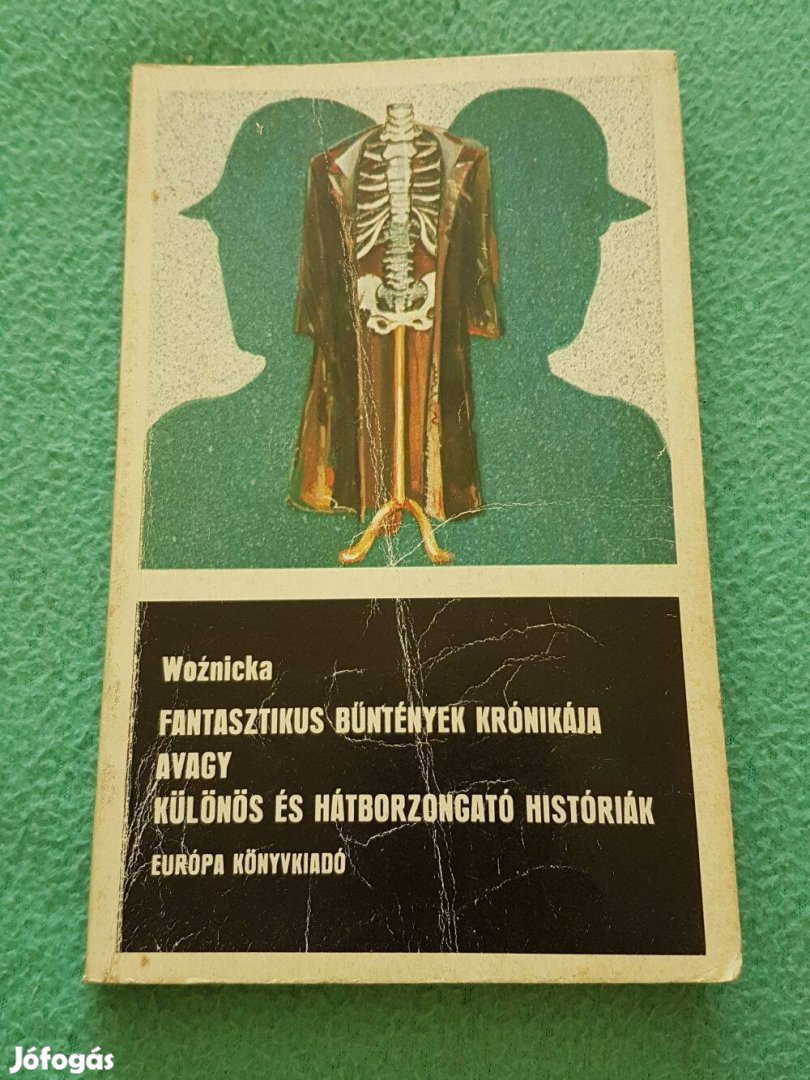 Woźnicka
FANTASZTIKUS BŰNTÉNYEK KRÓNIKÁJA
AVAGY
KÜLÖNÖS ÉS HÁTBORZONGATÓ HISTÓRIÁK
EURÓPA KÖNYVKIADÓ
Jófogás